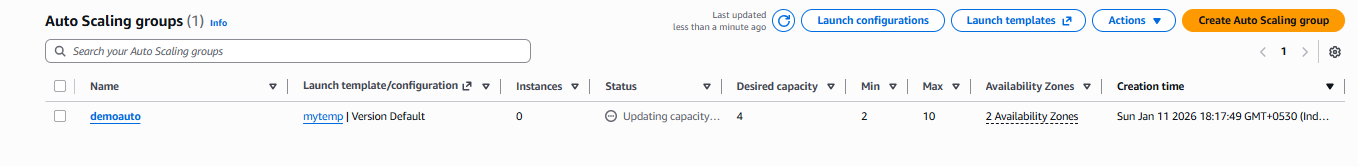 Auto Scaling groups (1) Info
Last updated
less than a minute ago
Launch configurations
Launch templates
Actions
Create Auto Scaling group
Search your Auto Scaling groups
1
Name Launch template/configuration Instances Status Desired capacity Min Max Availability Zones Creation time
demoauto mytemp | Version Default 0 Updating capacity... 4 2 10 2 Availability Zones Sun Jan 11 2026 18:17:49 GMT+0530 (Ind...